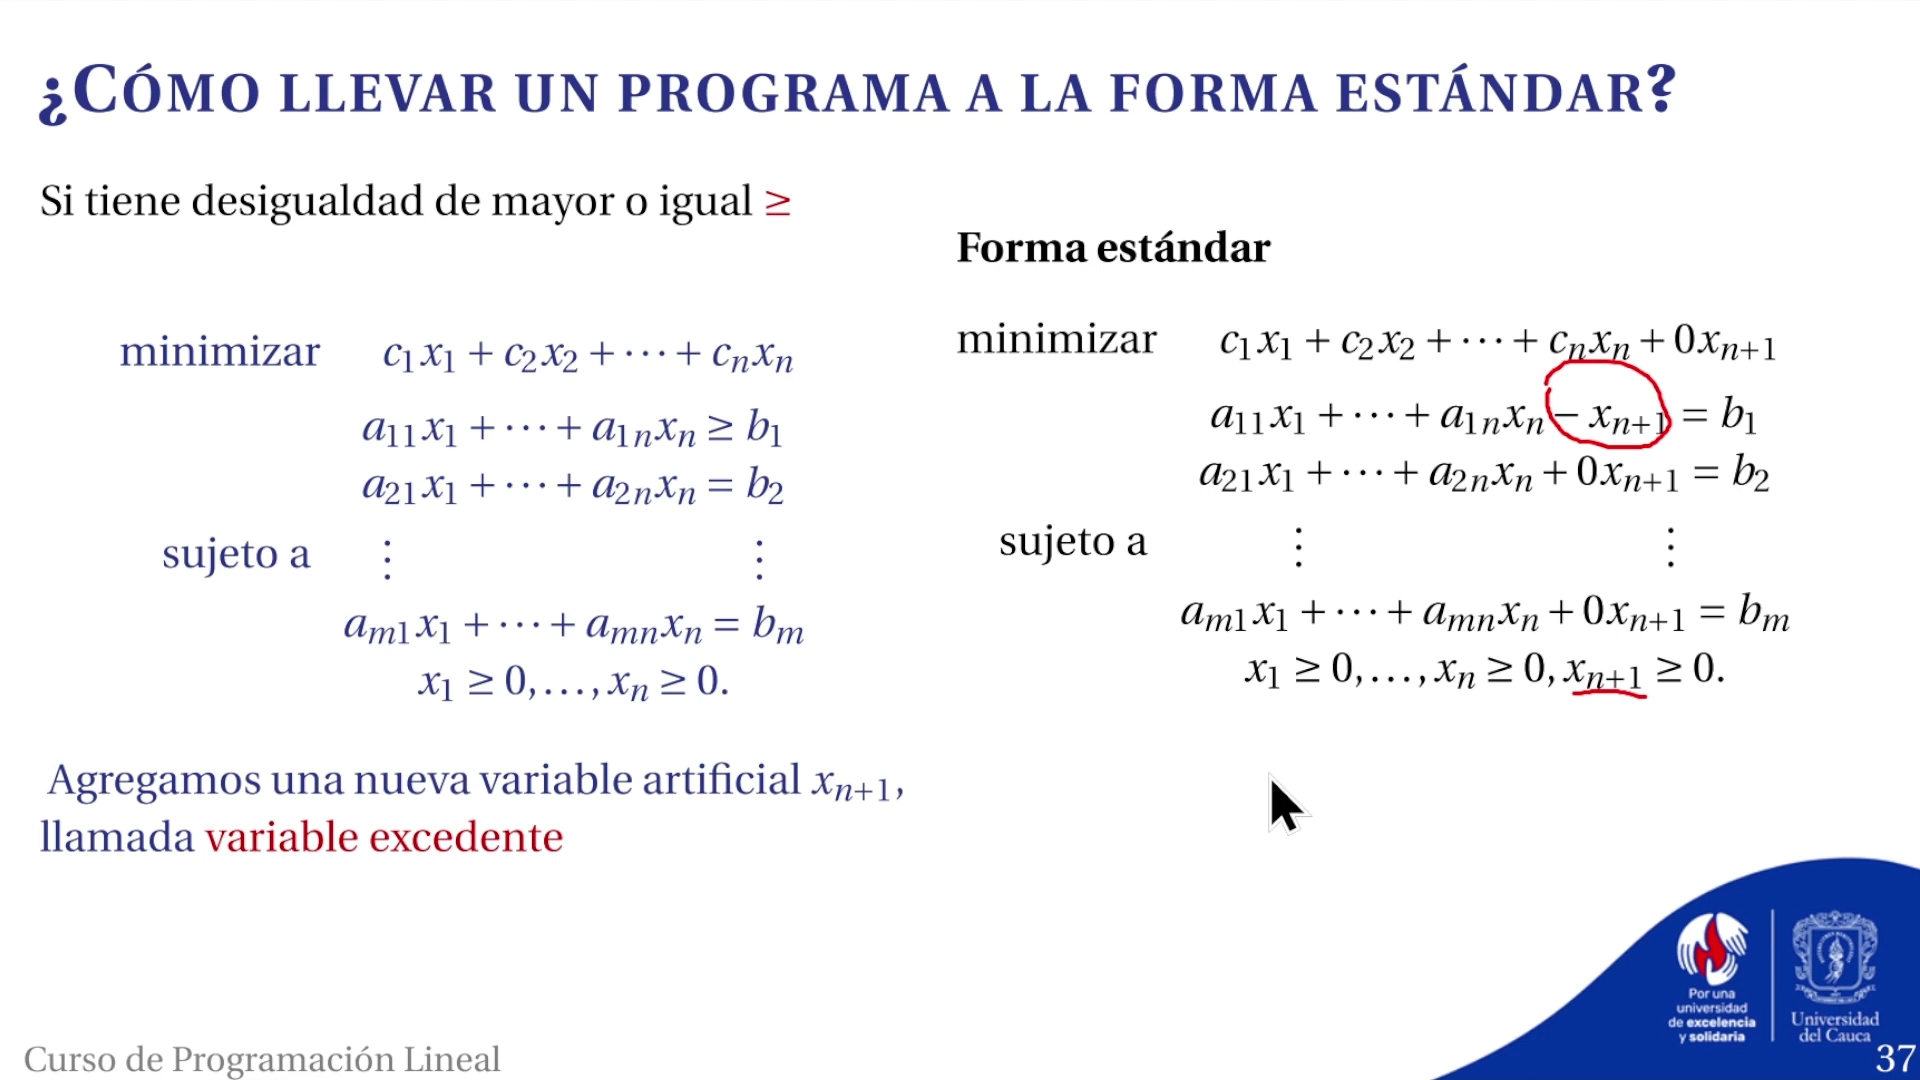 ¿CÓMO LLEVAR UN PROGRAMA A LA FORMA ESTÁNDAR?
Si tiene desigualdad de mayor o igual ≥
minimizar c₁x₁ + c₂x₂ + ··· + cₙxₙ
a₁₁x₁ + ··· + a₁ₙxₙ ≥ b₁
a₂₁x₁ + ··· + a₂ₙxₙ = b₂
sujeto a ⋮ ⋮
aₘ₁x₁ + ··· + aₘₙxₙ = bₘ
x₁ ≥ 0,...,xₙ ≥ 0.
Agregamos una nueva variable artificial xₙ₊₁,
llamada variable excedente
Forma estándar
minimizar c₁x₁ + c₂x₂ + ··· + cₙxₙ + 0xₙ₊₁
a₁₁x₁ + ··· + a₁ₙxₙ − xₙ₊₁ = b₁
a₂₁x₁ + ··· + a₂ₙxₙ + 0xₙ₊₁ = b₂
sujeto a ⋮ ⋮
aₘ₁x₁ + ··· + aₘₙxₙ + 0xₙ₊₁ = bₘ
x₁ ≥ 0,...,xₙ ≥ 0, xₙ₊₁ ≥ 0.
Por una
universidad
de excelencia
y solidaria
Universidad
del Cauca
Curso de Programación Lineal
37